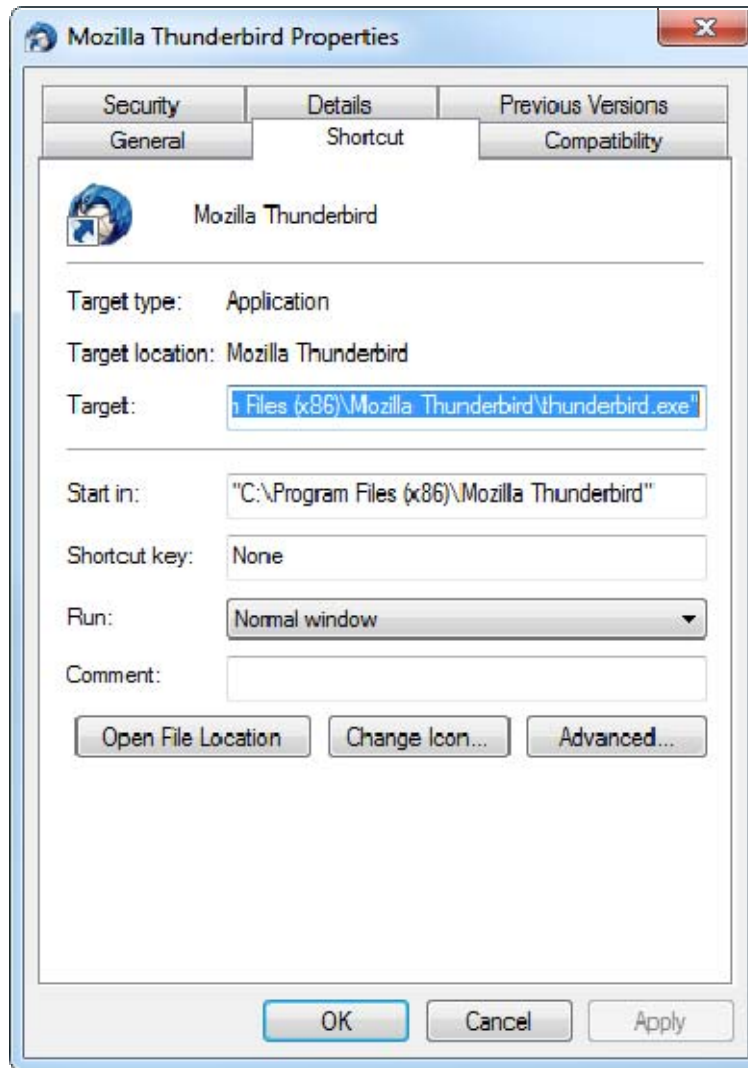 Mozilla Thunderbird Properties
Security Details Previous Versions
General Shortcut Compatibility
Mozilla Thunderbird
Target type: Application
Target location: Mozilla Thunderbird
Target: Files (x86)\Mozilla Thunderbird\thunderbird.exe"
Start in: "C:\Program Files (x86)\Mozilla Thunderbird"
Shortcut key: None
Run: Normal window
Comment:
Open File Location Change Icon... Advanced...
OK Cancel Apply